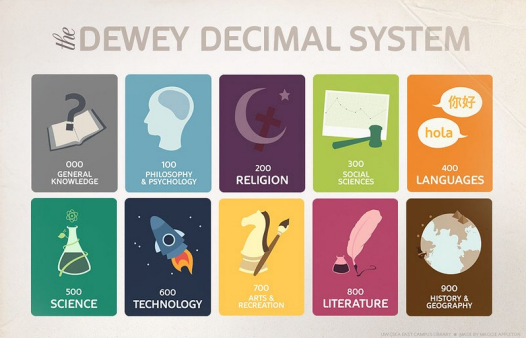 the DEWEY DECIMAL SYSTEM
000
GENERAL
KNOWLEDGE
100
PHILOSOPHY
& PSYCHOLOGY
200
RELIGION
300
SOCIAL
SCIENCES
你好
hola
400
LANGUAGES
500
SCIENCE
600
TECHNOLOGY
700
ARTS &
RECREATION
800
LITERATURE
900
HISTORY &
GEOGRAPHY